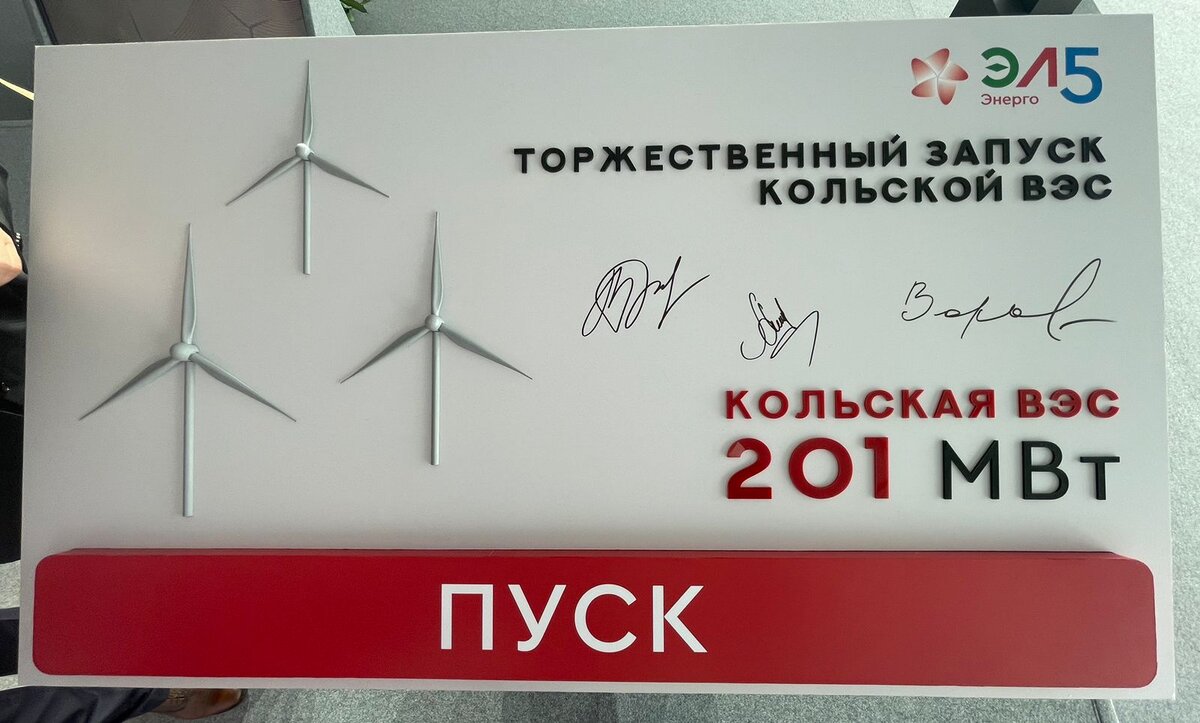 ЭЛ5
Энерго
ТОРЖЕСТВЕННЫЙ ЗАПУСК
КОЛЬСКОЙ ВЭС
КОЛЬСКАЯ ВЭС
201 МВт
ПУСК